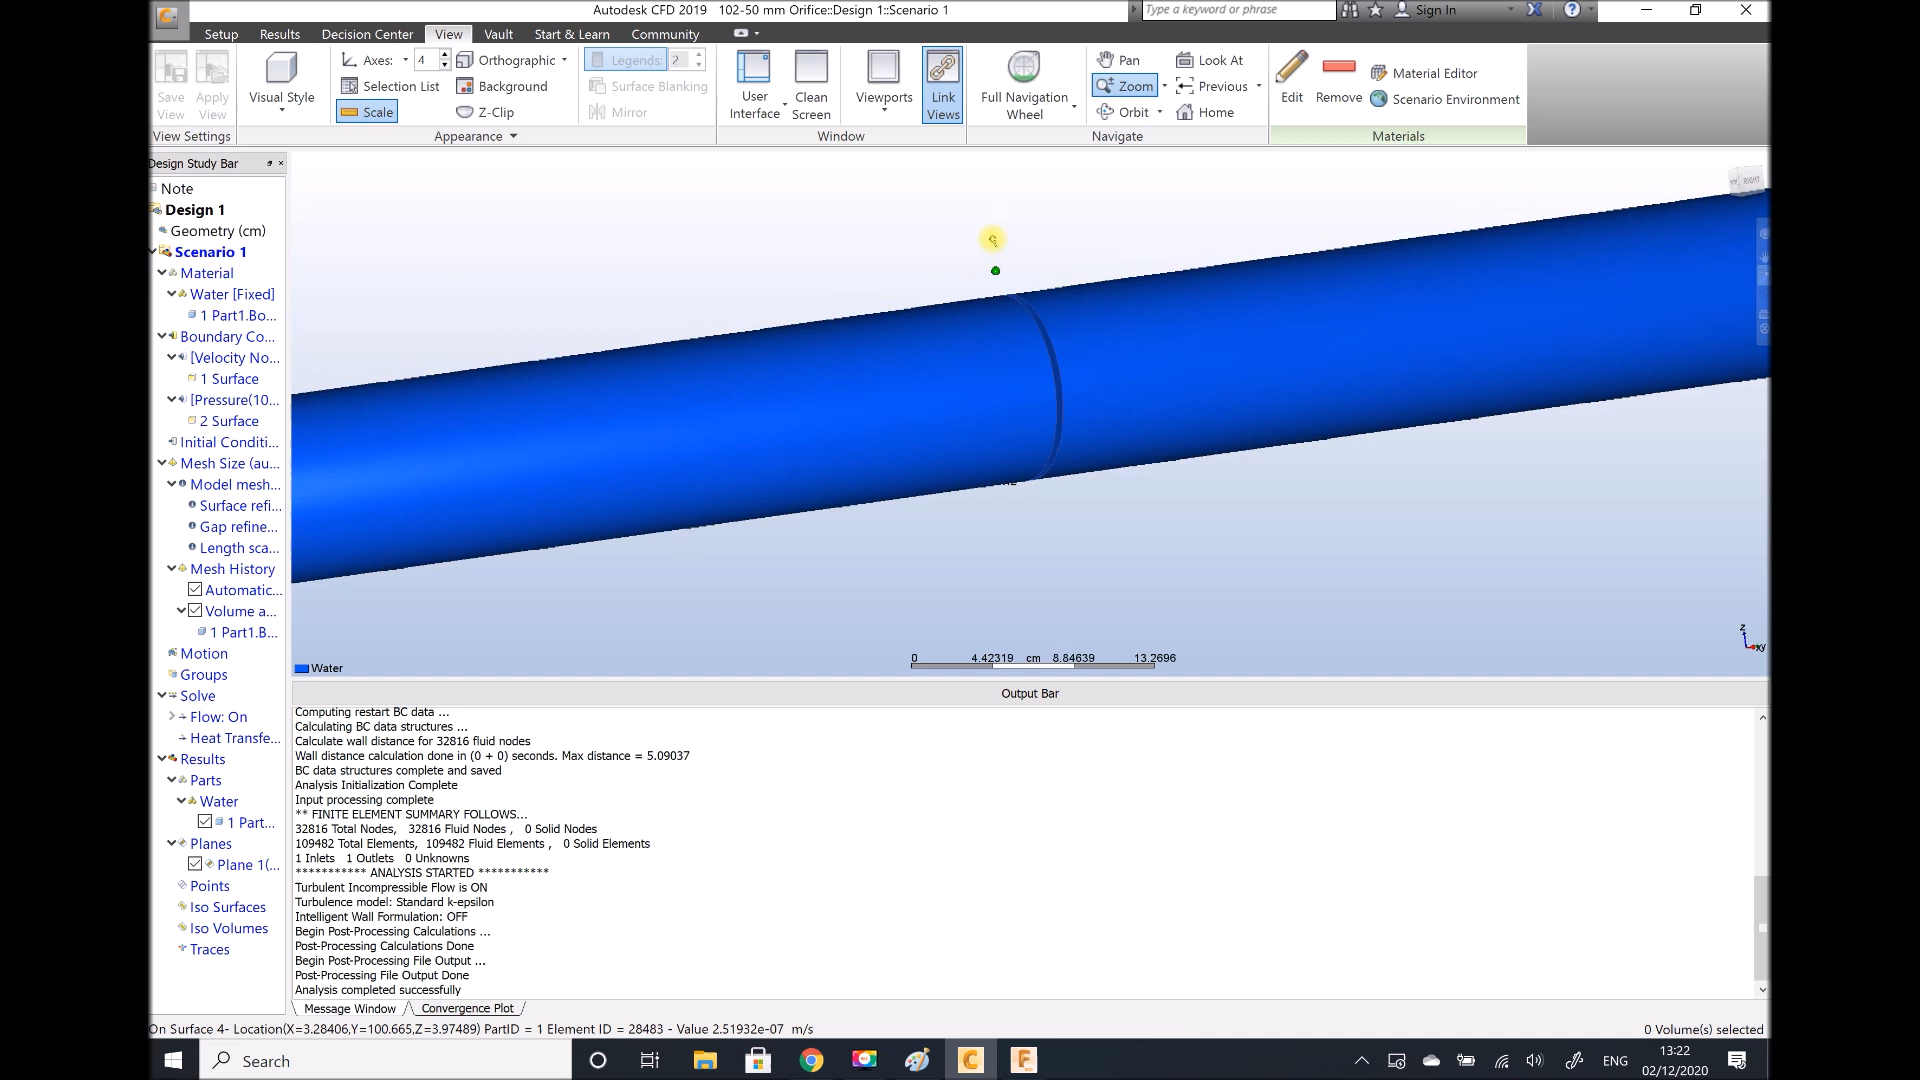 Autodesk CFD 2019   102-50 mm Orifice::Design 1::Scenario 1
Type a keyword or phrase
Sign In
Setup
Results
Decision Center
View
Vault
Start & Learn
Community
Save View
Apply View
Visual Style
Axes: 4
Selection List
Scale
Orthographic
Background
Z-Clip
Legends: 2
Surface Blanking
Mirror
User Interface
Clean Screen
Viewports
Link Views
Full Navigation Wheel
Pan
Zoom
Orbit
Look At
Previous
Home
Edit
Remove
Material Editor
Scenario Environment
View Settings
Appearance
Window
Navigate
Materials
Design Study Bar
Note
Design 1
Geometry (cm)
Scenario 1
Material
Water [Fixed]
1 Part1.Bo...
Boundary Co...
[Velocity No...
1 Surface
[Pressure(10...
2 Surface
Initial Conditi...
Mesh Size (au...
Model mesh...
Surface refi...
Gap refine...
Length sca...
Mesh History
Automatic...
Volume a...
1 Part1.B...
Motion
Groups
Solve
Flow: On
Heat Transfe...
Results
Parts
Water
1 Part...
Planes
Plane 1(...
Points
Iso Surfaces
Iso Volumes
Traces
RIGHT
Z
Water
0 4.42319 cm 8.84639 13.2696
Output Bar
Computing restart BC data ...
Calculating BC data structures ...
Calculate wall distance for 32816 fluid nodes
Wall distance calculation done in (0 + 0) seconds. Max distance = 5.09037
BC data structures complete and saved
Analysis Initialization Complete
Input processing complete
** FINITE ELEMENT SUMMARY FOLLOWS...
32816 Total Nodes,   32816 Fluid Nodes ,   0 Solid Nodes
109482 Total Elements,  109482 Fluid Elements ,   0 Solid Elements
1 Inlets   1 Outlets   0 Unknowns
*********** ANALYSIS STARTED ***********
Turbulent Incompressible Flow is ON
Turbulence model: Standard k-epsilon
Intelligent Wall Formulation: OFF
Begin Post-Processing Calculations ...
Post-Processing Calculations Done
Begin Post-Processing File Output ...
Post-Processing File Output Done
Analysis completed successfully
Message Window
Convergence Plot
On Surface 4- Location(X=3.28406,Y=100.665,Z=3.97489) PartID = 1 Element ID = 28483 - Value 2.51932e-07  m/s
0 Volume(s) selected
Search
ENG
13:22
02/12/2020